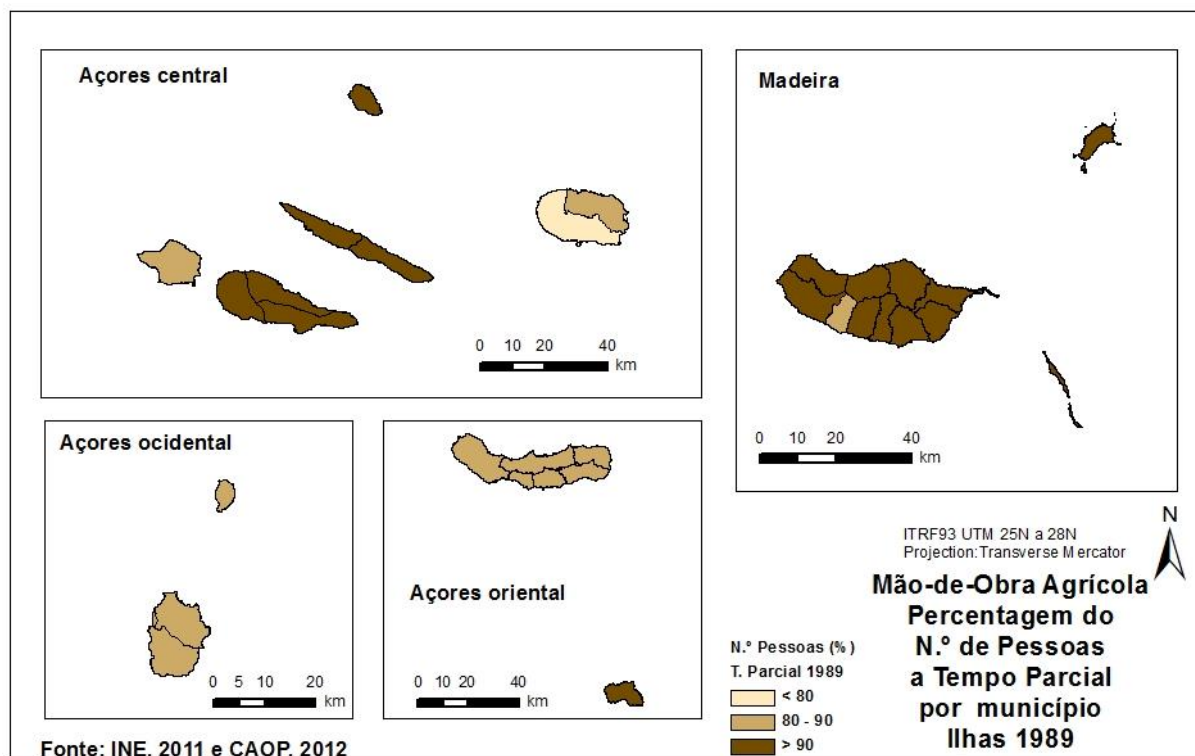 Açores central
0 10 20 40
km
Madeira
0 10 20 40
km
Açores ocidental
0 5 10 20
km
Açores oriental
0 10 20 40
km
ITRF93 UTM 25N a 28N
Projection:Transverse Mercator
N
Mão-de-Obra Agrícola
Percentagem do
N.º de Pessoas
a Tempo Parcial
por município
Ilhas 1989
N.º Pessoas (%)
T. Parcial 1989
< 80
80 - 90
> 90
Fonte: INE, 2011 e CAOP, 2012